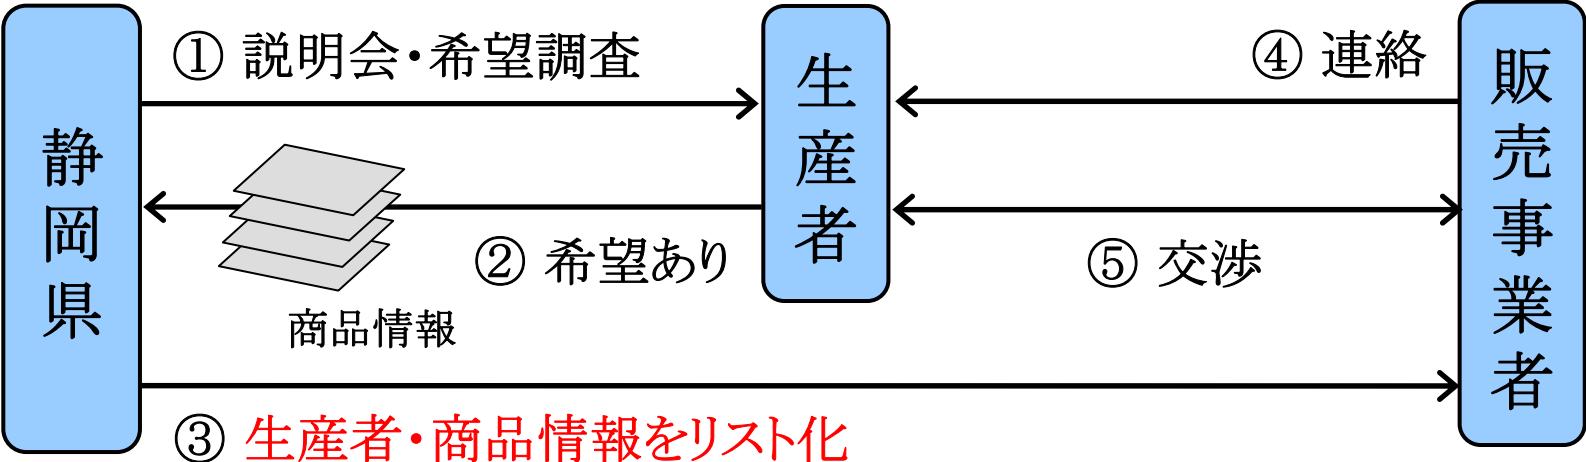 静岡県
① 説明会・希望調査
② 希望あり
商品情報
③ 生産者・商品情報をリスト化
生産者
④ 連絡
⑤ 交渉
販売事業者